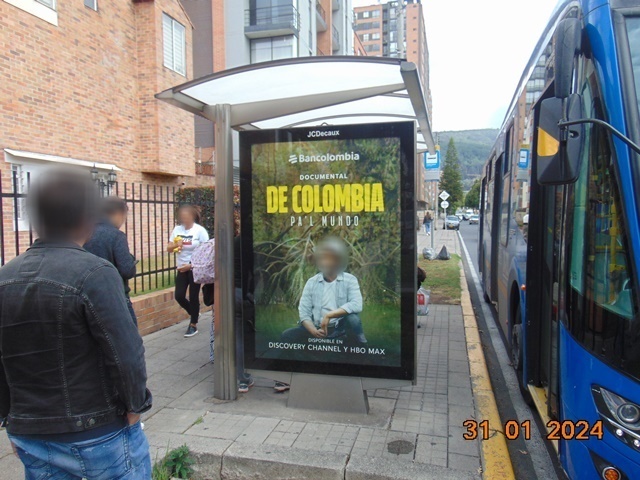 JCDecaux
Bancolombia
DOCUMENTAL
DE COLOMBIA
PA'L MUNDO
DISPONIBLE EN
DISCOVERY CHANNEL Y HBO MAX
31 01 2024